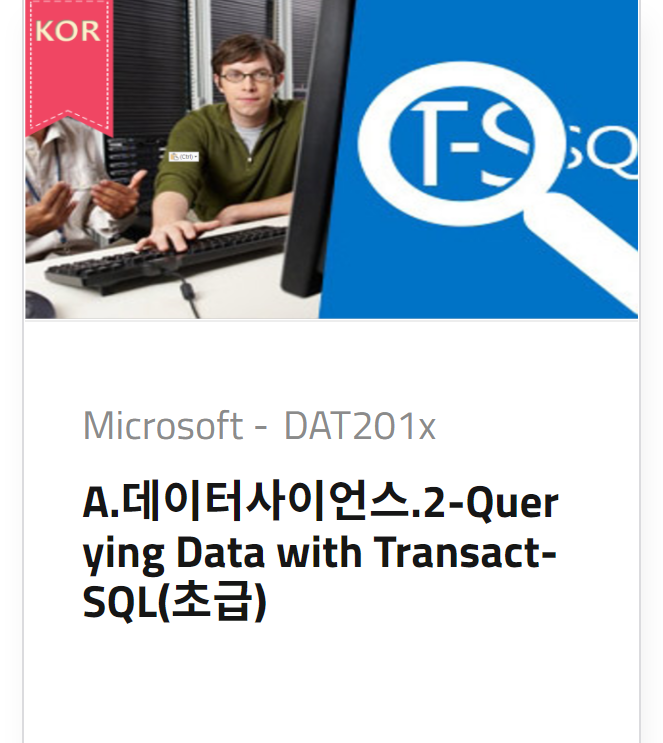 KOR
(Ctrl)
T-S
SQ
Microsoft - DAT201x
A.데이터사이언스.2-Quer
ying Data with Transact-
SQL(초급)